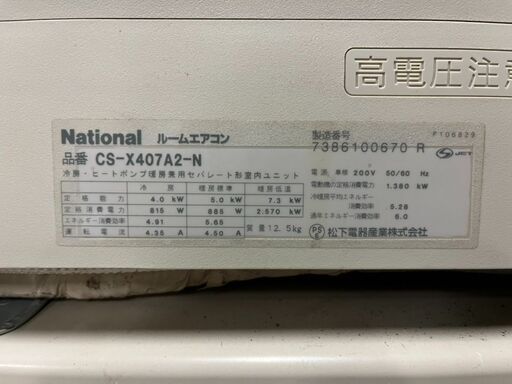 高電圧注意
National ルームエアコン
品番 CS-X407A2-N
冷房・ヒートポンプ暖房兼用セパレート形室内ユニット
冷房 暖房標準 暖房低温
定格能力 4.0 kW 5.0 kW 7.3 kW
定格消費電力 815 W 885 W 2.570 kW
エネルギー消費効率 4.91 5.65
運転電流 4.35 A 4.50 A
質量 12.5kg
製造番号
7386100670 R
F106829
JET
電源 単相 200V 50/60 Hz
電動機の定格消費電力 1.380 kW
冷暖房平均エネルギー消費効率 5.28
通年エネルギー消費効率 6.0
PSE 松下電器産業株式会社